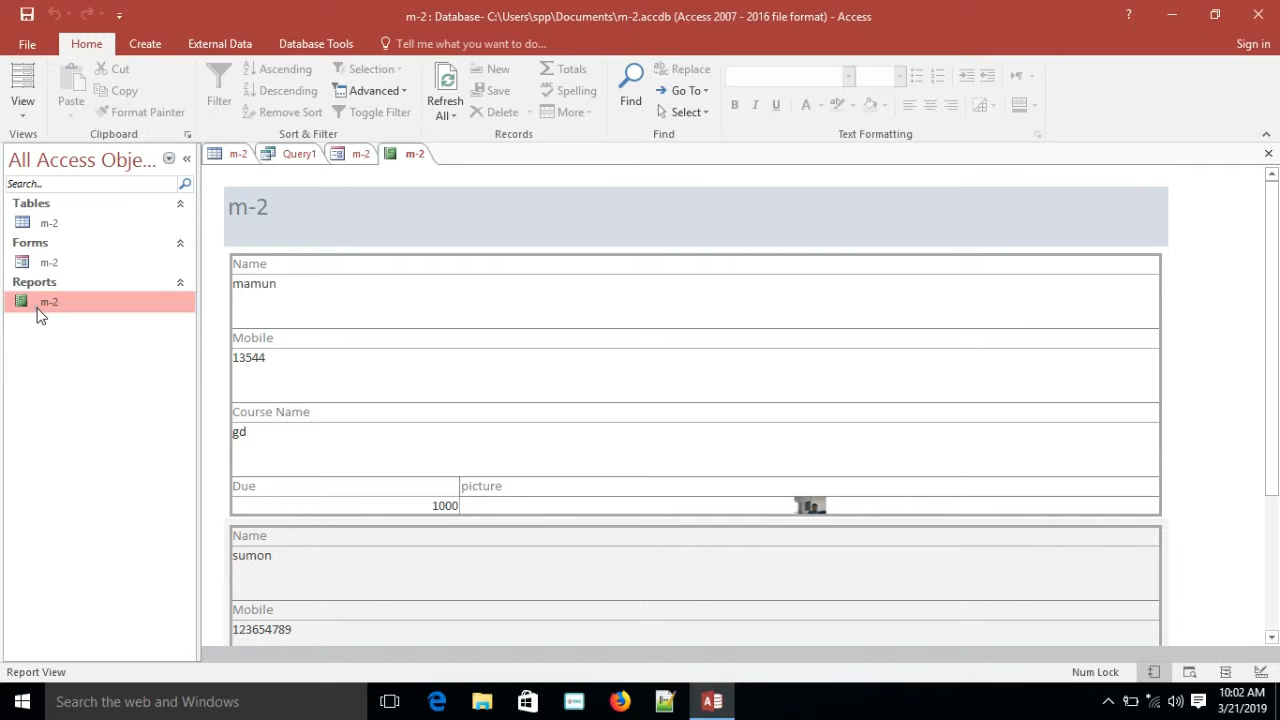 m-2 : Database- C:\Users\spp\Documents\m-2.accdb (Access 2007 - 2016 file format) - Access
File Home Create External Data Database Tools Tell me what you want to do... Sign in
View
Views
Paste
Cut
Copy
Format Painter
Clipboard
Filter
Ascending
Descending
Remove Sort
Selection
Advanced
Toggle Filter
Sort & Filter
Refresh
All
New
Save
Delete
Totals
Spelling
More
Records
Find
Replace
Go To
Select
Find
B I U A
Text Formatting
All Access Obje...
Search...
Tables
m-2
Forms
m-2
Reports
m-2
m-2 Query1 m-2 m-2
m-2
Name
mamun
Mobile
13544
Course Name
gd
Due picture
1000
Name
sumon
Mobile
123654789
Report View
Num Lock
Search the web and Windows
10:02 AM
3/21/2019